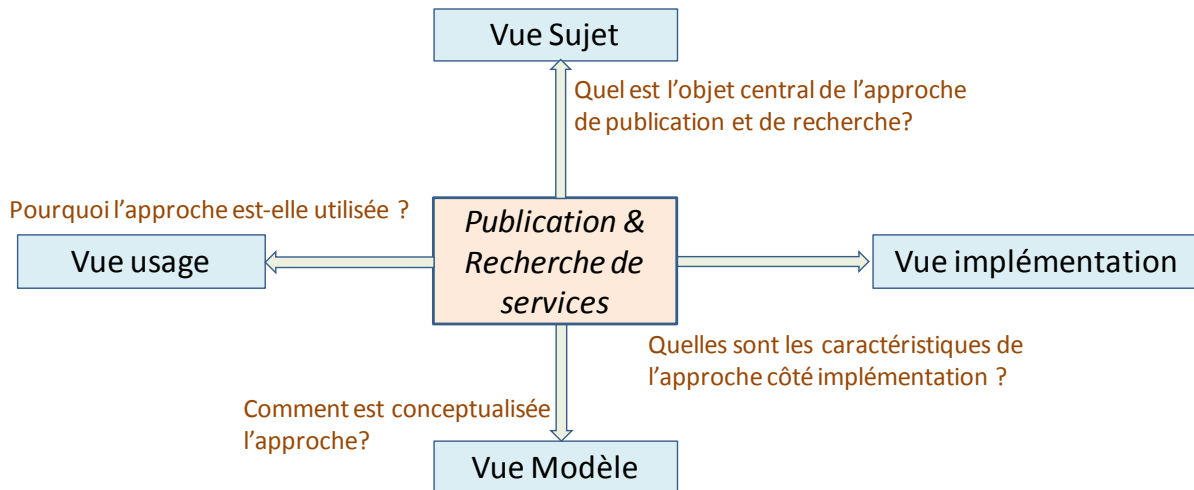 Vue Sujet
Quel est l’objet central de l’approche
de publication et de recherche?
Pourquoi l’approche est-elle utilisée ?
Vue usage
Publication &
Recherche de
services
Vue implémentation
Quelles sont les caractéristiques de
l’approche côté implémentation ?
Comment est conceptualisée
l’approche?
Vue Modèle